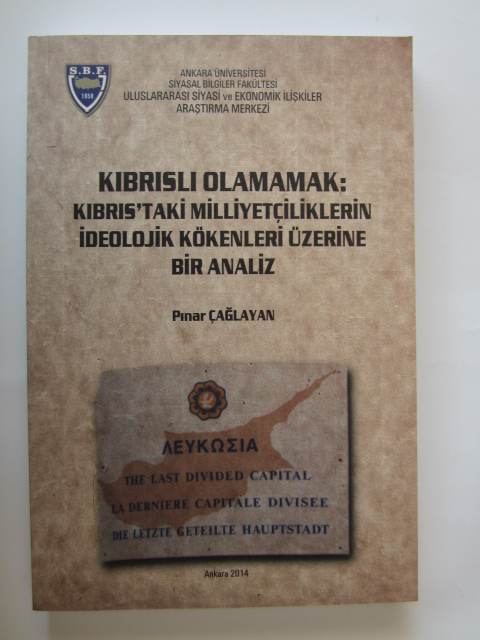 S.B.F.
1859
ANKARA ÜNİVERSİTESİ
SİYASAL BİLGİLER FAKÜLTESİ
ULUSLARARASI SİYASİ ve EKONOMİK İLİŞKİLER
ARAŞTIRMA MERKEZİ
KIBRISLI OLAMAMAK:
KIBRIS'TAKİ MİLLİYETÇİLİKLERİN
İDEOLOJİK KÖKENLERİ ÜZERİNE
BİR ANALİZ
Pınar ÇAĞLAYAN
ΛΕΥΚΩΣΙΑ
THE LAST DIVIDED CAPITAL
LA DERNIERE CAPITALE DIVISEE
DIE LETZTE GETEILTE HAUPTSTADT
Ankara 2014